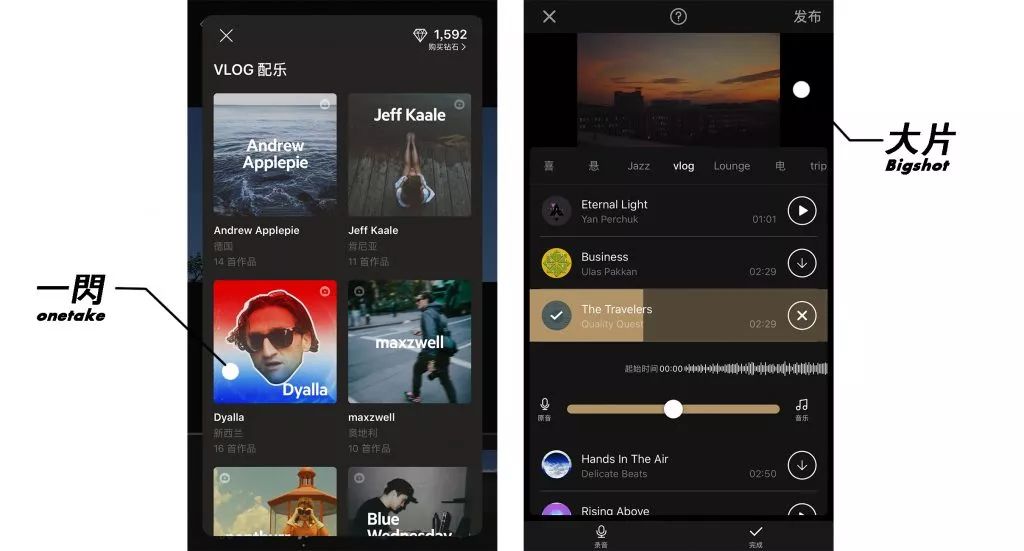 1,592
购买钻石 >
VLOG 配乐
Andrew
Applepie
Jeff Kaale
Andrew Applepie
德国
14 首作品
Jeff Kaale
肯尼亚
11 首作品
一閃
onetake
Dyalla
maxzwell
Dyalla
新西兰
16 首作品
maxzwell
奥地利
10 首作品
Blue
Wednesday
?
发布
大片
Bigshot
喜
悬
Jazz
vlog
Lounge
电
trip
Eternal Light
Yan Perchuk
01:01
Business
Ulas Pakkan
02:29
The Travelers
Quality Quest
02:29
起始时间 00:00
原音
音乐
Hands In The Air
Delicate Beats
02:50
Rising Above
录音
完成